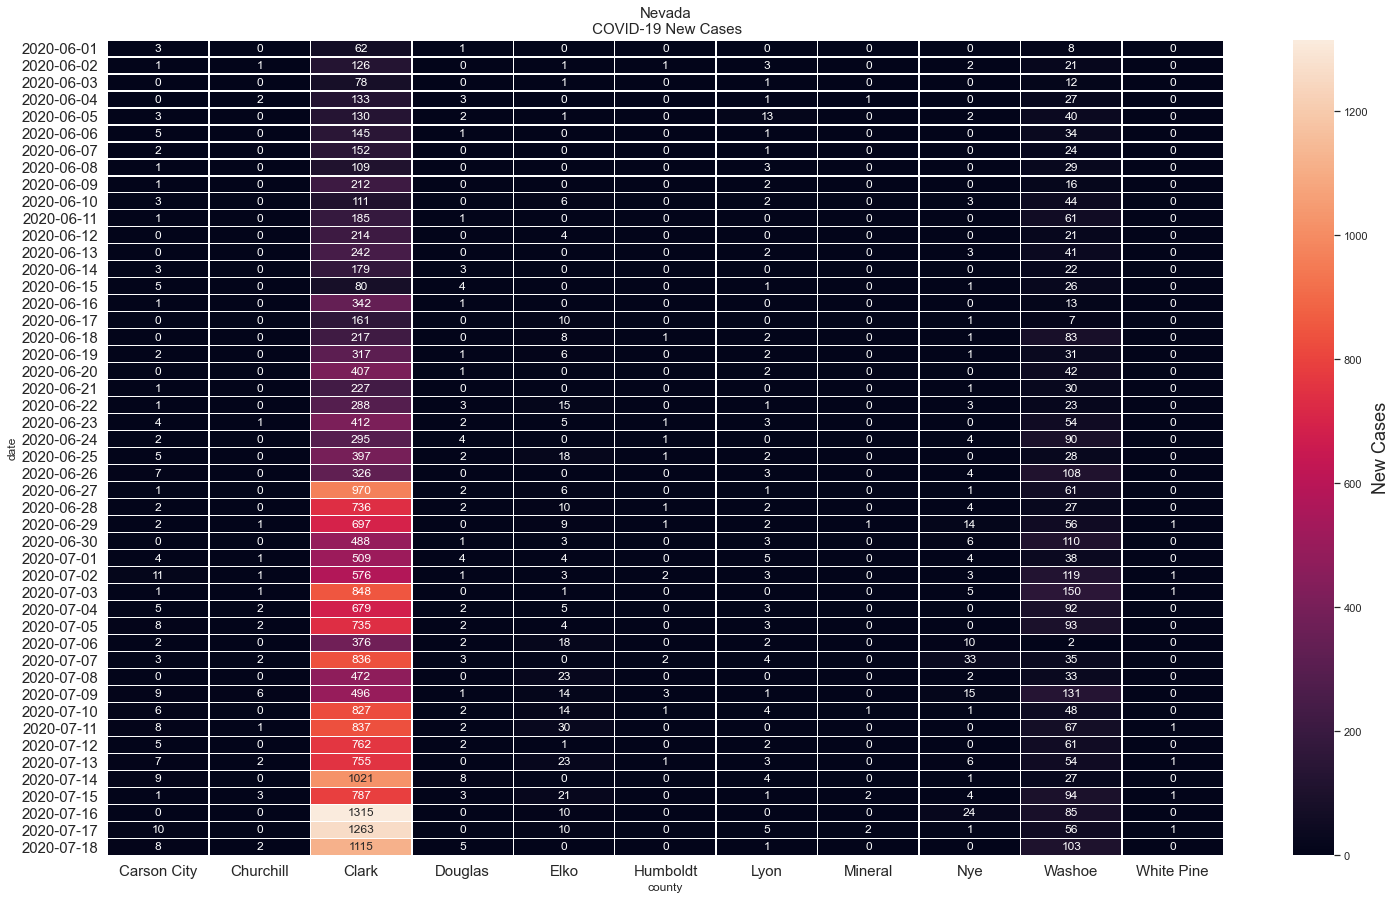 Nevada
COVID-19 New Cases
2020-06-01 3 0 62 1 0 0 0 0 0 8 0
2020-06-02 1 1 126 0 1 1 3 0 2 21 0
2020-06-03 0 0 78 0 1 0 1 0 0 12 0
2020-06-04 0 2 133 3 0 0 1 1 0 27 0
2020-06-05 3 0 130 2 1 0 13 0 2 40 0
2020-06-06 5 0 145 1 0 0 1 0 0 34 0
2020-06-07 2 0 152 0 0 0 1 0 0 24 0
2020-06-08 1 0 109 0 0 0 3 0 0 29 0
2020-06-09 1 0 212 0 0 0 2 0 0 16 0
2020-06-10 3 0 111 0 6 0 2 0 3 44 0
2020-06-11 1 0 185 1 0 0 0 0 0 61 0
2020-06-12 0 0 214 0 4 0 0 0 0 21 0
2020-06-13 0 0 242 0 0 0 2 0 3 41 0
2020-06-14 3 0 179 3 0 0 0 0 0 22 0
2020-06-15 5 0 80 4 0 0 1 0 1 26 0
2020-06-16 1 0 342 1 0 0 0 0 0 13 0
2020-06-17 0 0 161 0 10 0 0 0 1 7 0
2020-06-18 0 0 217 0 8 1 2 0 1 83 0
2020-06-19 2 0 317 1 6 0 2 0 1 31 0
2020-06-20 0 0 407 1 0 0 2 0 0 42 0
2020-06-21 1 0 227 0 0 0 0 0 1 30 0
2020-06-22 1 0 288 3 15 0 1 0 3 23 0
2020-06-23 4 1 412 2 5 1 3 0 0 54 0
2020-06-24 2 0 295 4 0 1 0 0 4 90 0
2020-06-25 5 0 397 2 18 1 2 0 0 28 0
2020-06-26 7 0 326 0 0 0 3 0 4 108 0
2020-06-27 1 0 970 2 6 0 1 0 1 61 0
2020-06-28 2 0 736 2 10 1 2 0 4 27 0
2020-06-29 2 1 697 0 9 1 2 1 14 56 1
2020-06-30 0 0 488 1 3 0 3 0 6 110 0
2020-07-01 4 1 509 4 4 0 5 0 4 38 0
2020-07-02 11 1 576 1 3 2 3 0 3 119 1
2020-07-03 1 1 848 0 1 0 0 0 5 150 1
2020-07-04 5 2 679 2 5 0 3 0 0 92 0
2020-07-05 8 2 735 2 4 0 3 0 0 93 0
2020-07-06 2 0 376 2 18 0 2 0 10 2 0
2020-07-07 3 2 836 3 0 2 4 0 33 35 0
2020-07-08 0 0 472 0 23 0 0 0 2 33 0
2020-07-09 9 6 496 1 14 3 1 0 15 131 0
2020-07-10 6 0 827 2 14 1 4 1 1 48 0
2020-07-11 8 1 837 2 30 0 0 0 0 67 1
2020-07-12 5 0 762 2 1 0 2 0 0 61 0
2020-07-13 7 2 755 0 23 1 3 0 6 54 1
2020-07-14 9 0 1021 8 0 0 4 0 1 27 0
2020-07-15 1 3 787 3 21 0 1 2 4 94 1
2020-07-16 0 0 1315 0 10 0 0 0 24 85 0
2020-07-17 10 0 1263 0 10 0 5 2 1 56 1
2020-07-18 8 2 1115 5 0 0 1 0 0 103 0
Carson City Churchill Clark Douglas Elko Humboldt Lyon Mineral Nye Washoe White Pine
county
date
1200
1000
800
600
400
200
0
New Cases